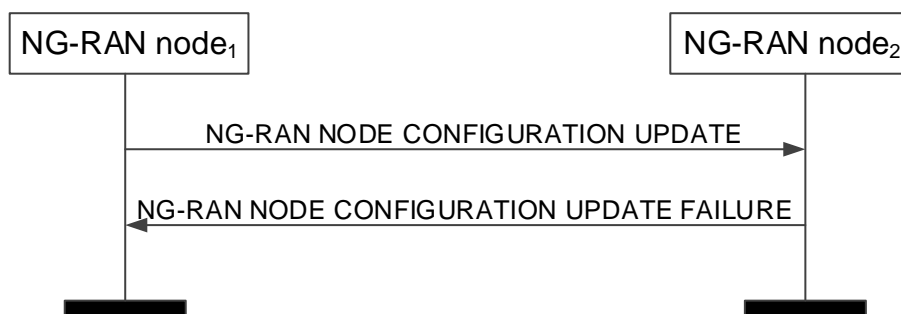 NG-RAN node₁
NG-RAN node₂
NG-RAN NODE CONFIGURATION UPDATE
NG-RAN NODE CONFIGURATION UPDATE FAILURE